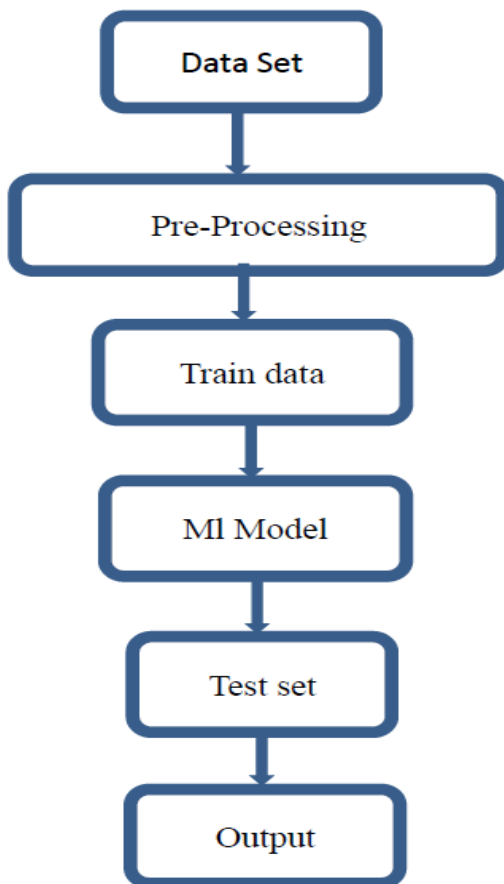 Data Set
Pre-Processing
Train data
Ml Model
Test set
Output